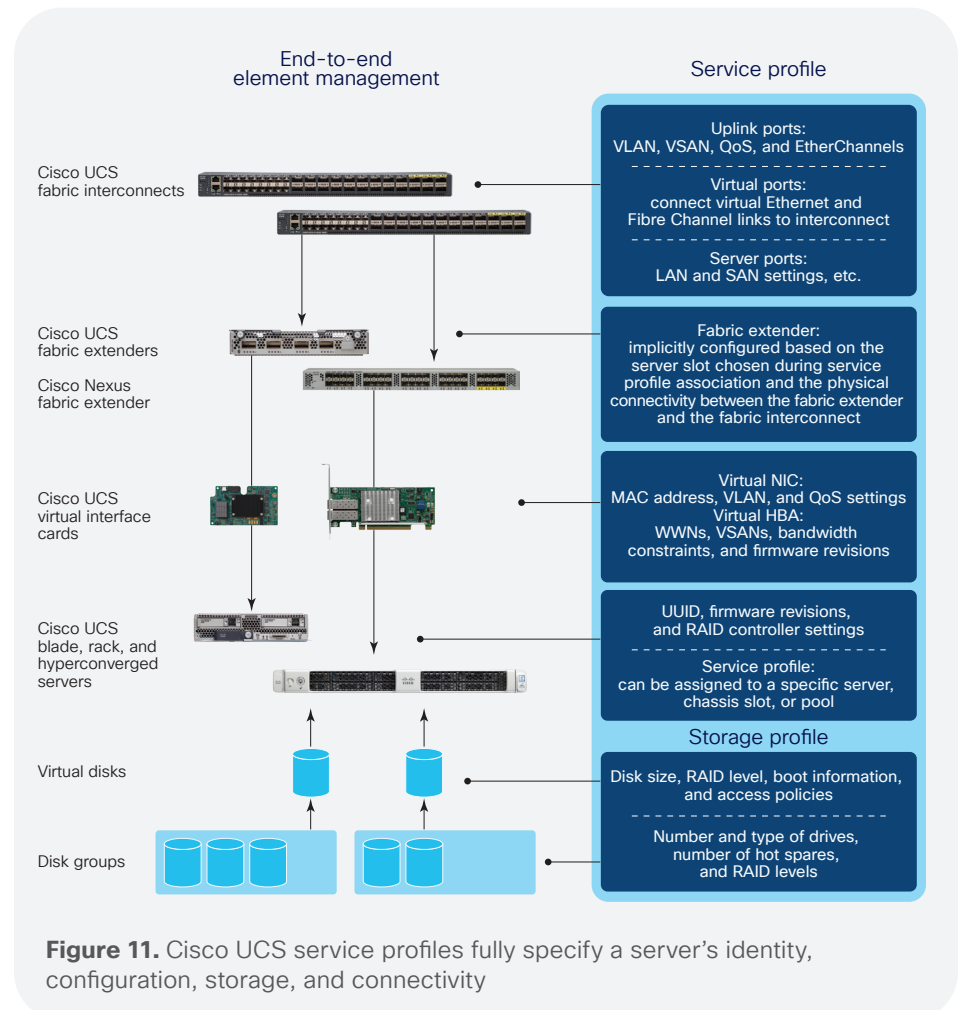 End-to-end
element management
Service profile
Cisco UCS
fabric interconnects
Uplink ports:
VLAN, VSAN, QoS, and EtherChannels
Virtual ports:
connect virtual Ethernet and
Fibre Channel links to interconnect
Server ports:
LAN and SAN settings, etc.
Cisco UCS
fabric extenders
Cisco Nexus
fabric extender
Fabric extender:
implicitly configured based on the
server slot chosen during service
profile association and the physical
connectivity between the fabric extender
and the fabric interconnect
Cisco UCS
virtual interface
cards
Virtual NIC:
MAC address, VLAN, and QoS settings
Virtual HBA:
WWNs, VSANs, bandwidth
constraints, and firmware revisions
Cisco UCS
blade, rack, and
hyperconverged
servers
UUID, firmware revisions,
and RAID controller settings
Service profile:
can be assigned to a specific server,
chassis slot, or pool
Storage profile
Virtual disks
Disk size, RAID level, boot information,
and access policies
Disk groups
Number and type of drives,
number of hot spares,
and RAID levels
Figure 11. Cisco UCS service profiles fully specify a server's identity,
configuration, storage, and connectivity